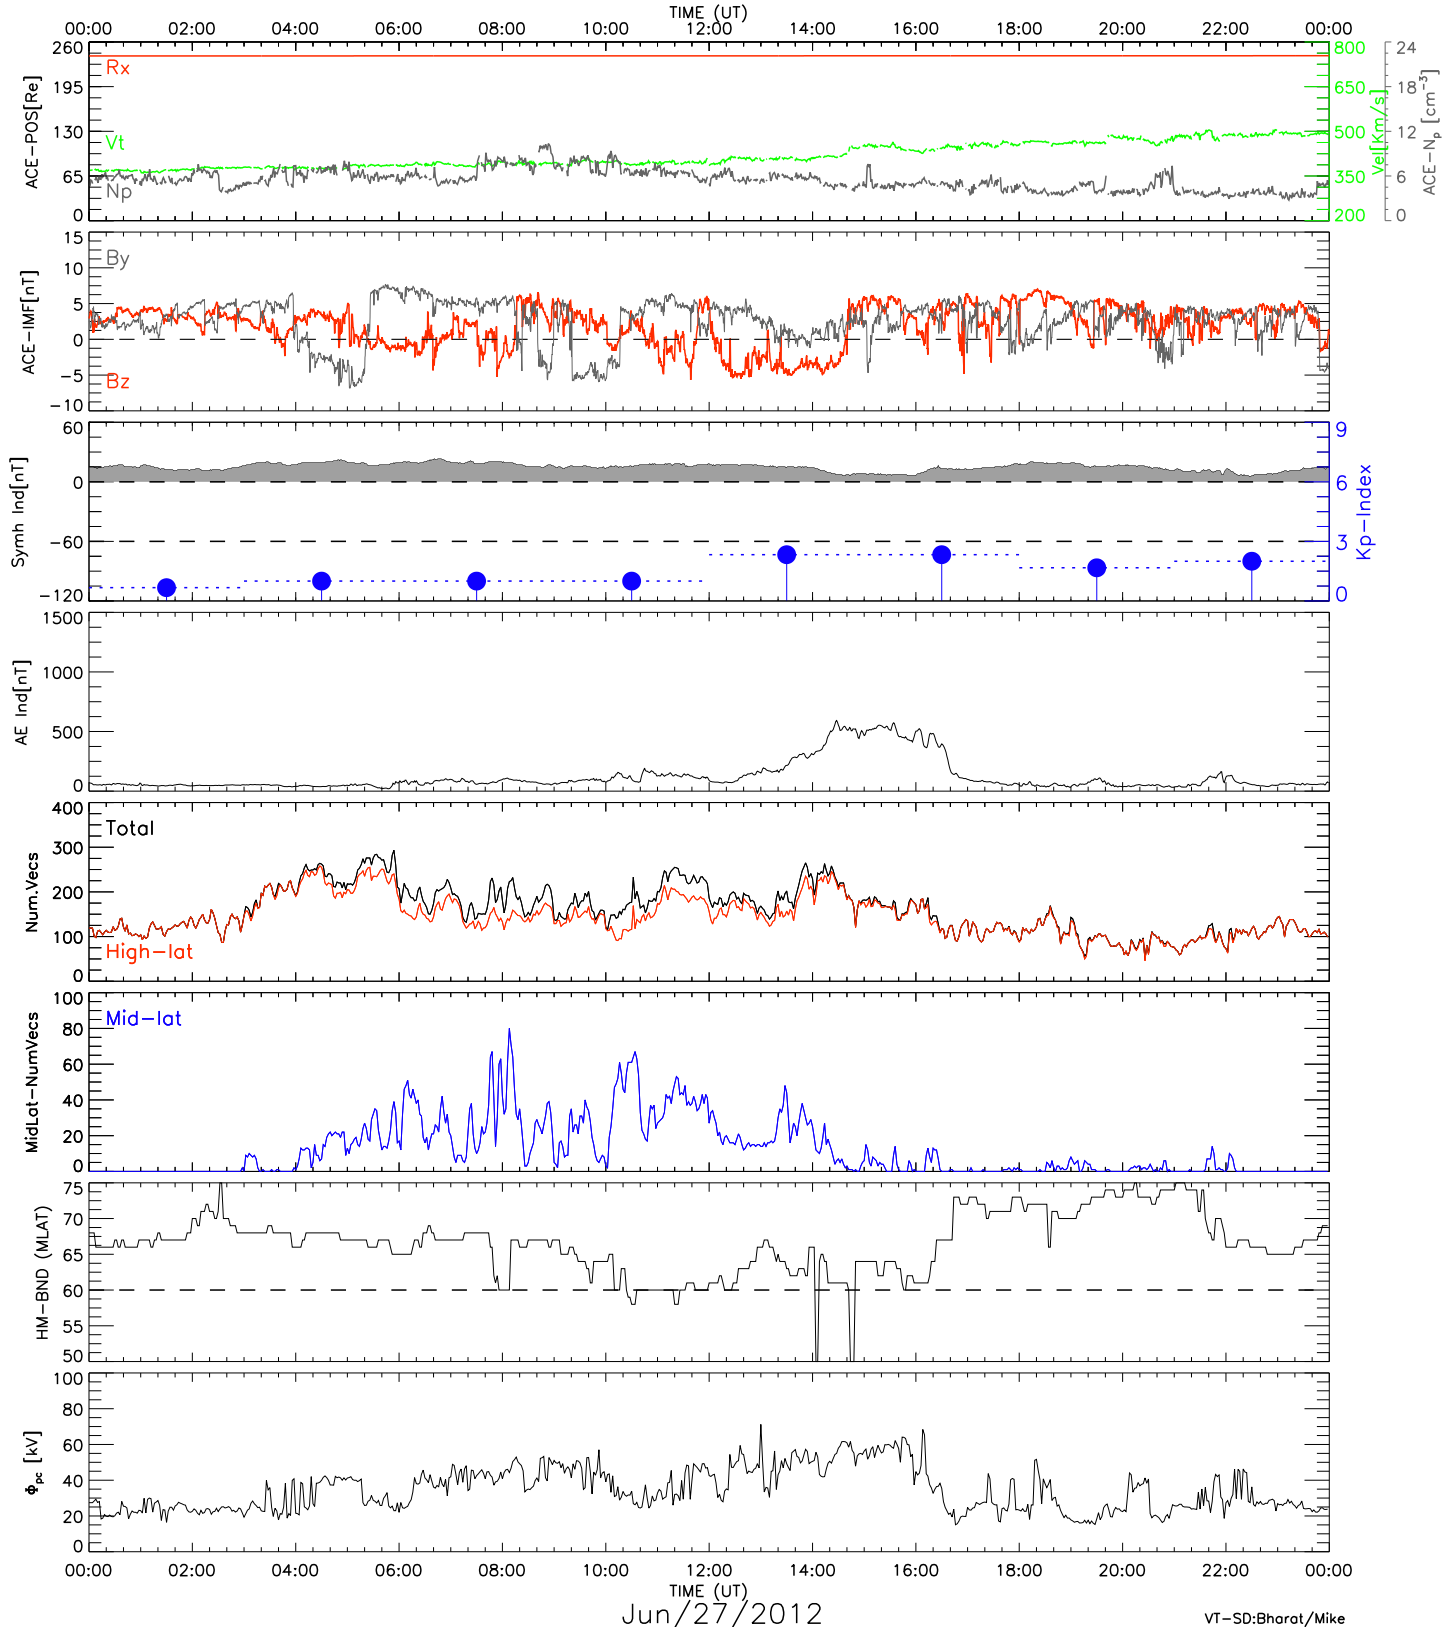 TIME (UT)
00:00 02:00 04:00 06:00 08:00 10:00 12:00 14:00 16:00 18:00 20:00 22:00 00:00
ACE-POS[Re]
260
195
130
65
0
Rx
Vt
Np
800
650
500
350
200
Vel[Km/s]
24
18
12
6
0
ACE-Np [cm-3]
ACE-IMF[nT]
15
10
5
0
-5
-10
By
Bz
Symh Ind[nT]
60
0
-60
-120
9
6
3
0
Kp-Index
AE Ind[nT]
1500
1000
500
0
Num.Vecs
400
300
200
100
0
Total
High-lat
MidLat-NumVecs
100
80
60
40
20
0
Mid-lat
HM-BND (MLAT)
75
70
65
60
55
50
Φpc [kV]
100
80
60
40
20
0
00:00 02:00 04:00 06:00 08:00 10:00 12:00 14:00 16:00 18:00 20:00 22:00 00:00
TIME (UT)
Jun/27/2012
VT-SD:Bharat/Mike